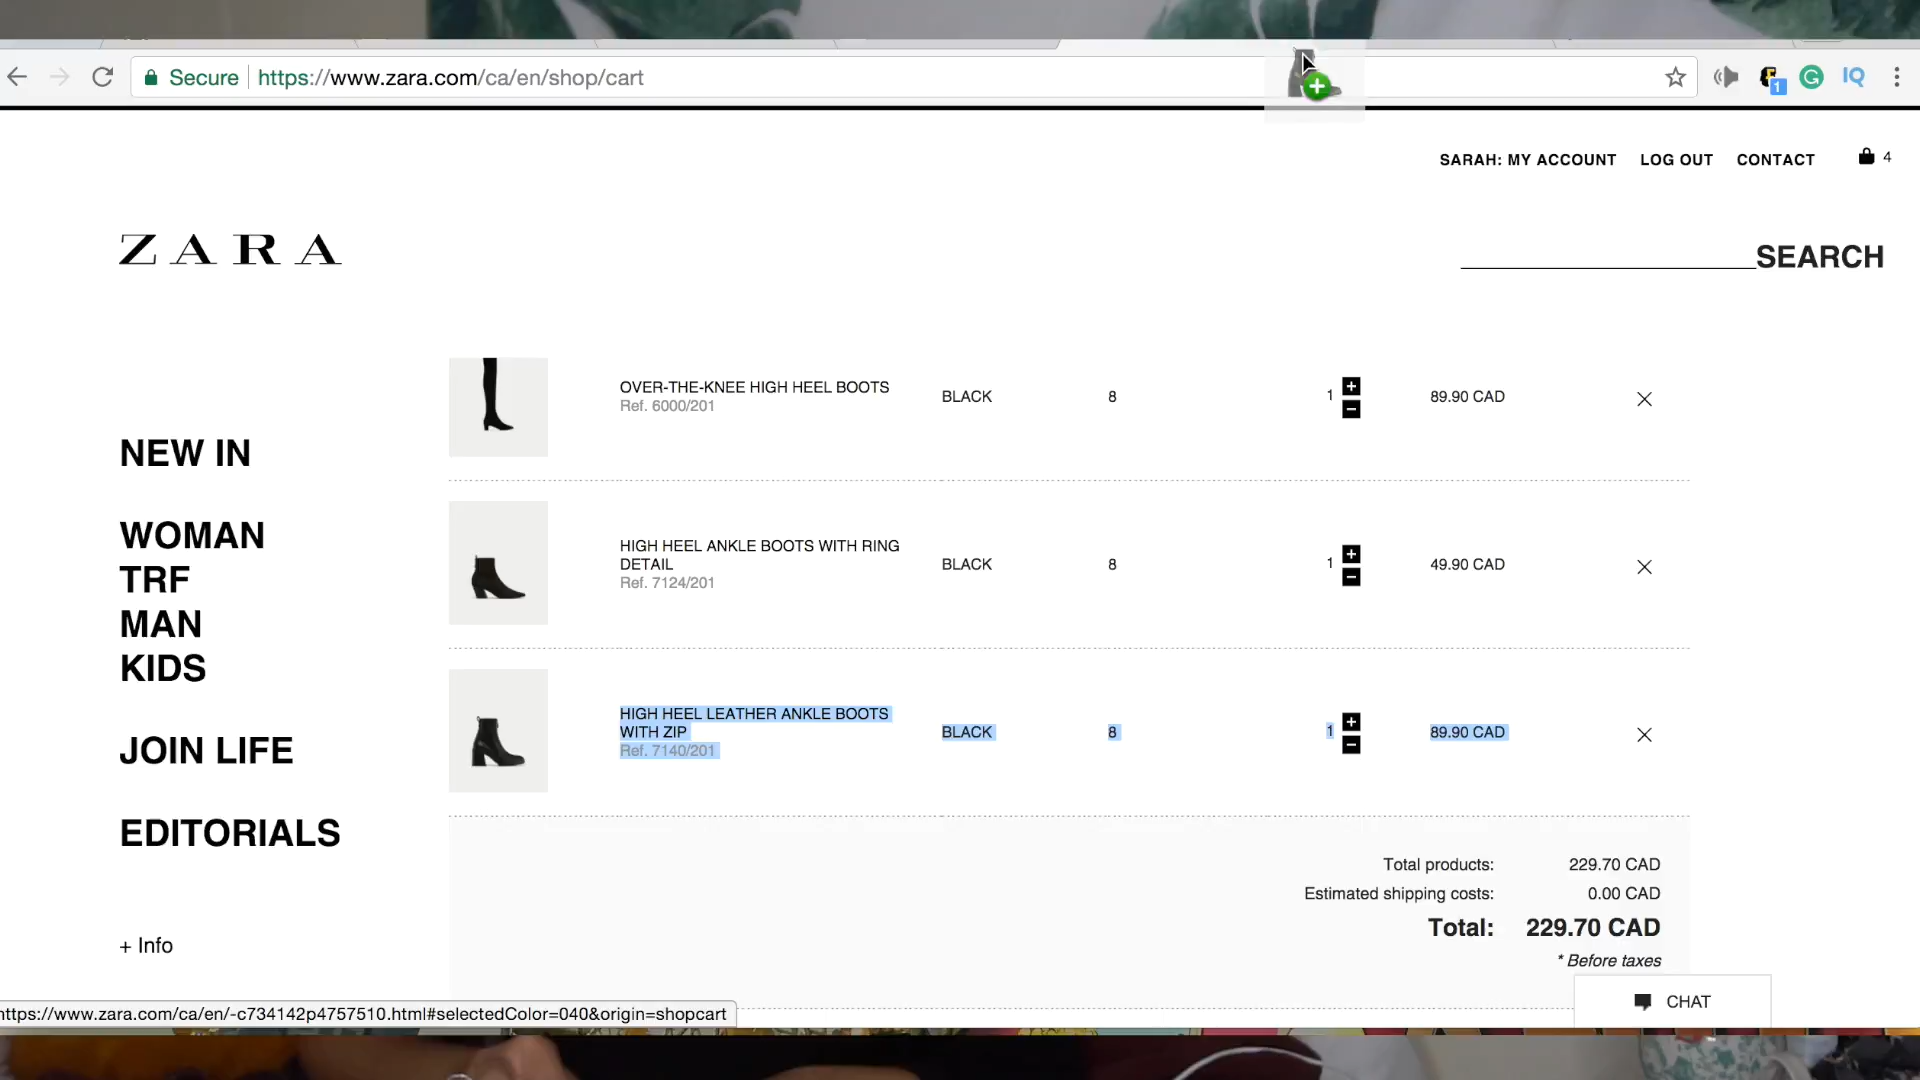 Secure https://www.zara.com/ca/en/shop/cart
1
IQ
SARAH: MY ACCOUNT LOG OUT CONTACT 4
ZARA
SEARCH
OVER-THE-KNEE HIGH HEEL BOOTS
Ref. 6000/201
BLACK 8 1 89.90 CAD
HIGH HEEL ANKLE BOOTS WITH RING
DETAIL
Ref. 7124/201
BLACK 8 1 49.90 CAD
HIGH HEEL LEATHER ANKLE BOOTS
WITH ZIP
Ref. 7140/201
BLACK 8 1 89.90 CAD
NEW IN
WOMAN
TRF
MAN
KIDS
JOIN LIFE
EDITORIALS
+ Info
Total products: 229.70 CAD
Estimated shipping costs: 0.00 CAD
Total: 229.70 CAD
* Before taxes
CHAT
https://www.zara.com/ca/en/-c734142p4757510.html#selectedColor=040&origin=shopcart